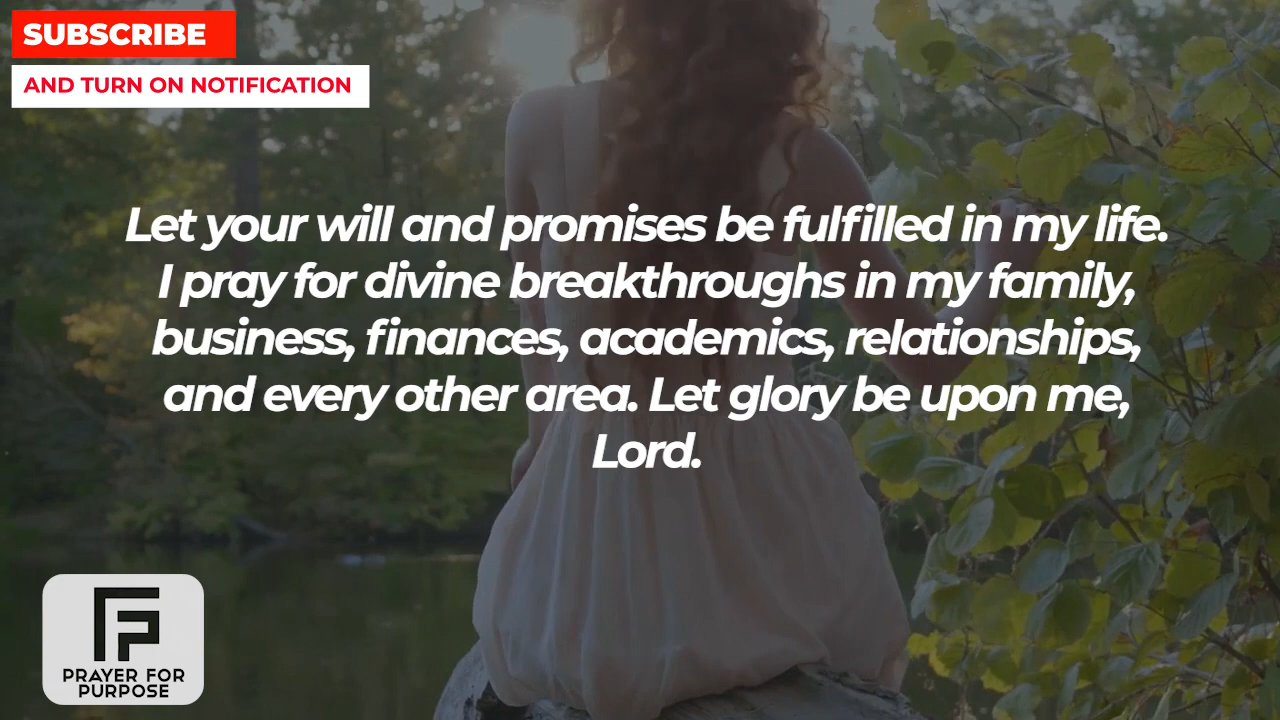 SUBSCRIBE
AND TURN ON NOTIFICATION
Let your will and promises be fulfilled in my life.
I pray for divine breakthroughs in my family,
business, finances, academics, relationships,
and every other area. Let glory be upon me,
Lord.
PRAYER FOR
PURPOSE